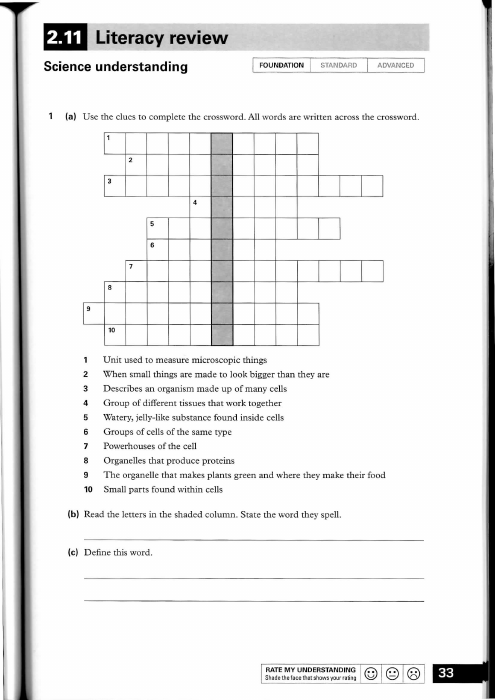 2.11 Literacy review
Science understanding
FOUNDATION STANDARD ADVANCED
1 (a) Use the clues to complete the crossword. All words are written across the crossword.
1
2
3
4
5
6
7
8
9
10
1 Unit used to measure microscopic things
2 When small things are made to look bigger than they are
3 Describes an organism made up of many cells
4 Group of different tissues that work together
5 Watery, jelly-like substance found inside cells
6 Groups of cells of the same type
7 Powerhouses of the cell
8 Organelles that produce proteins
9 The organelle that makes plants green and where they make their food
10 Small parts found within cells
(b) Read the letters in the shaded column. State the word they spell.
(c) Define this word.
RATE MY UNDERSTANDING
Shade the face that shows your rating
33